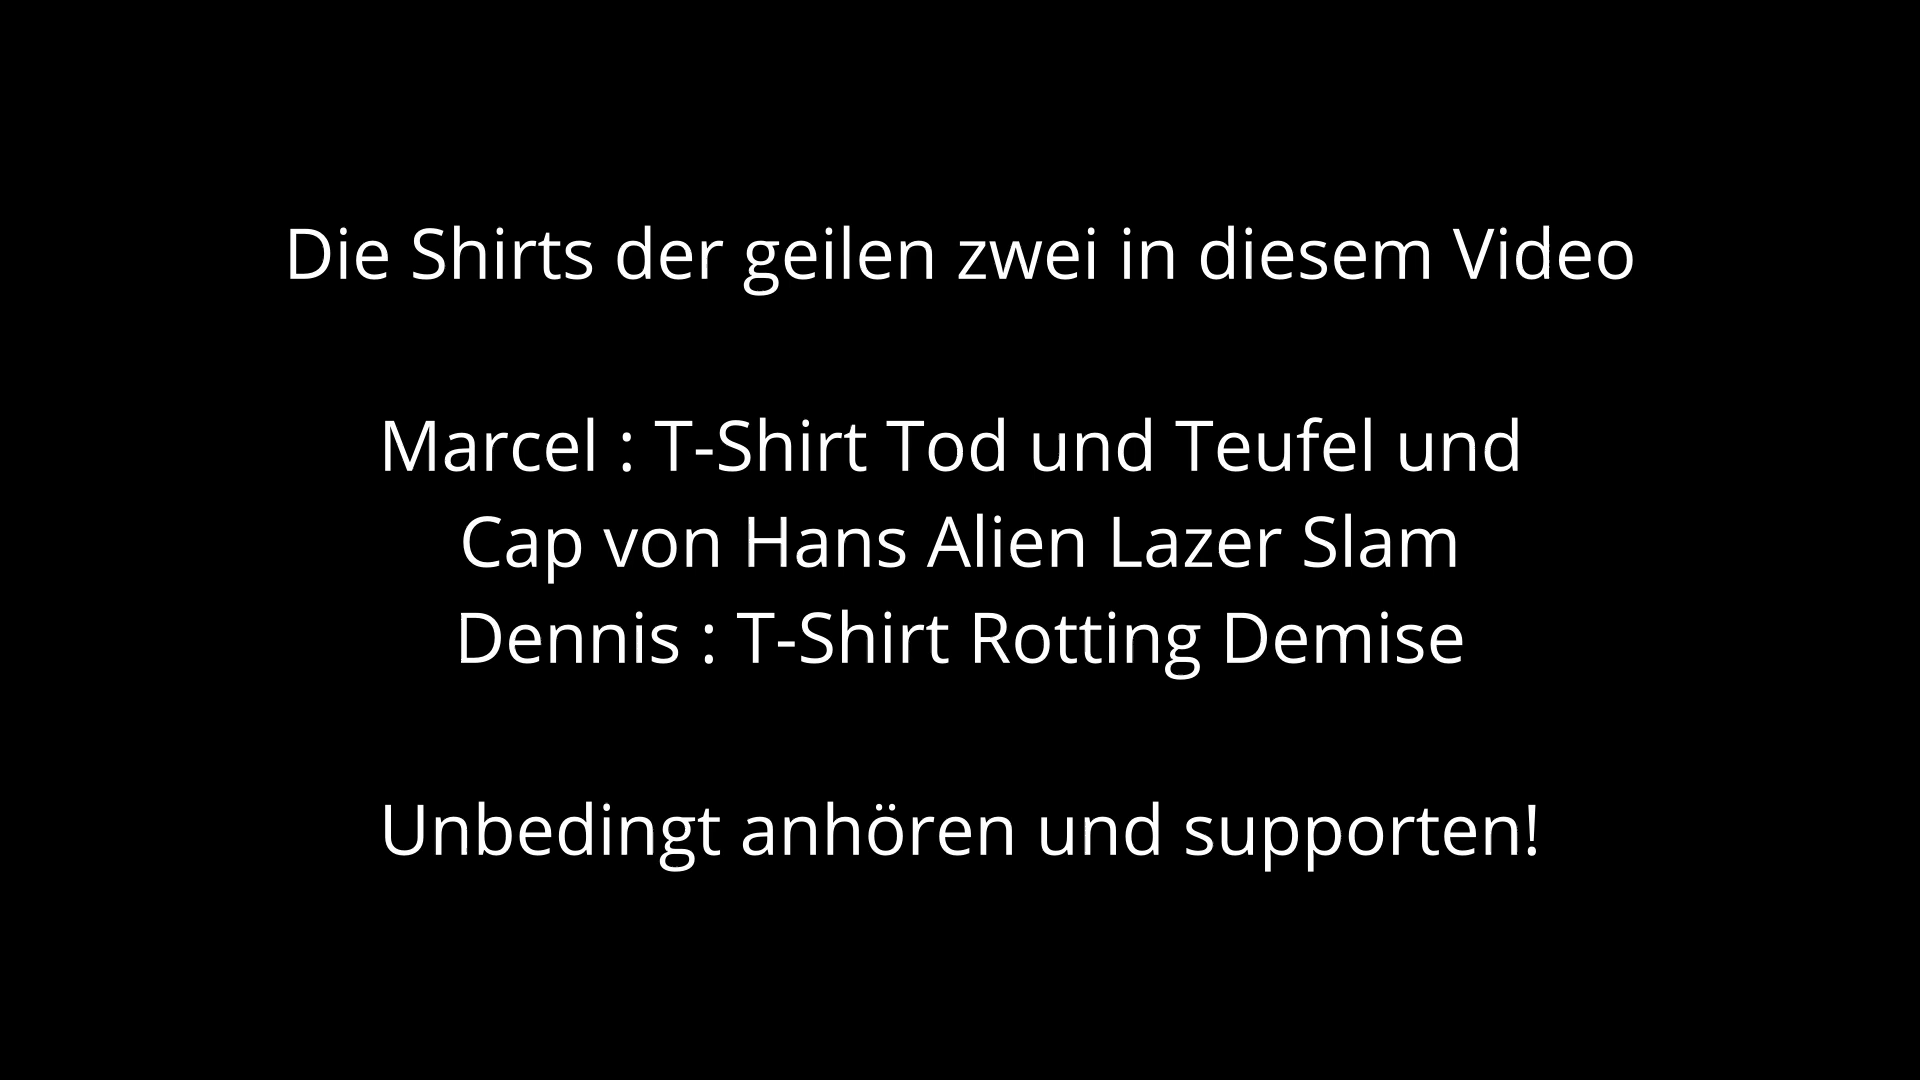 Die Shirts der geilen zwei in diesem Video
Marcel : T-Shirt Tod und Teufel und
Cap von Hans Alien Lazer Slam
Dennis : T-Shirt Rotting Demise
Unbedingt anhören und supporten!